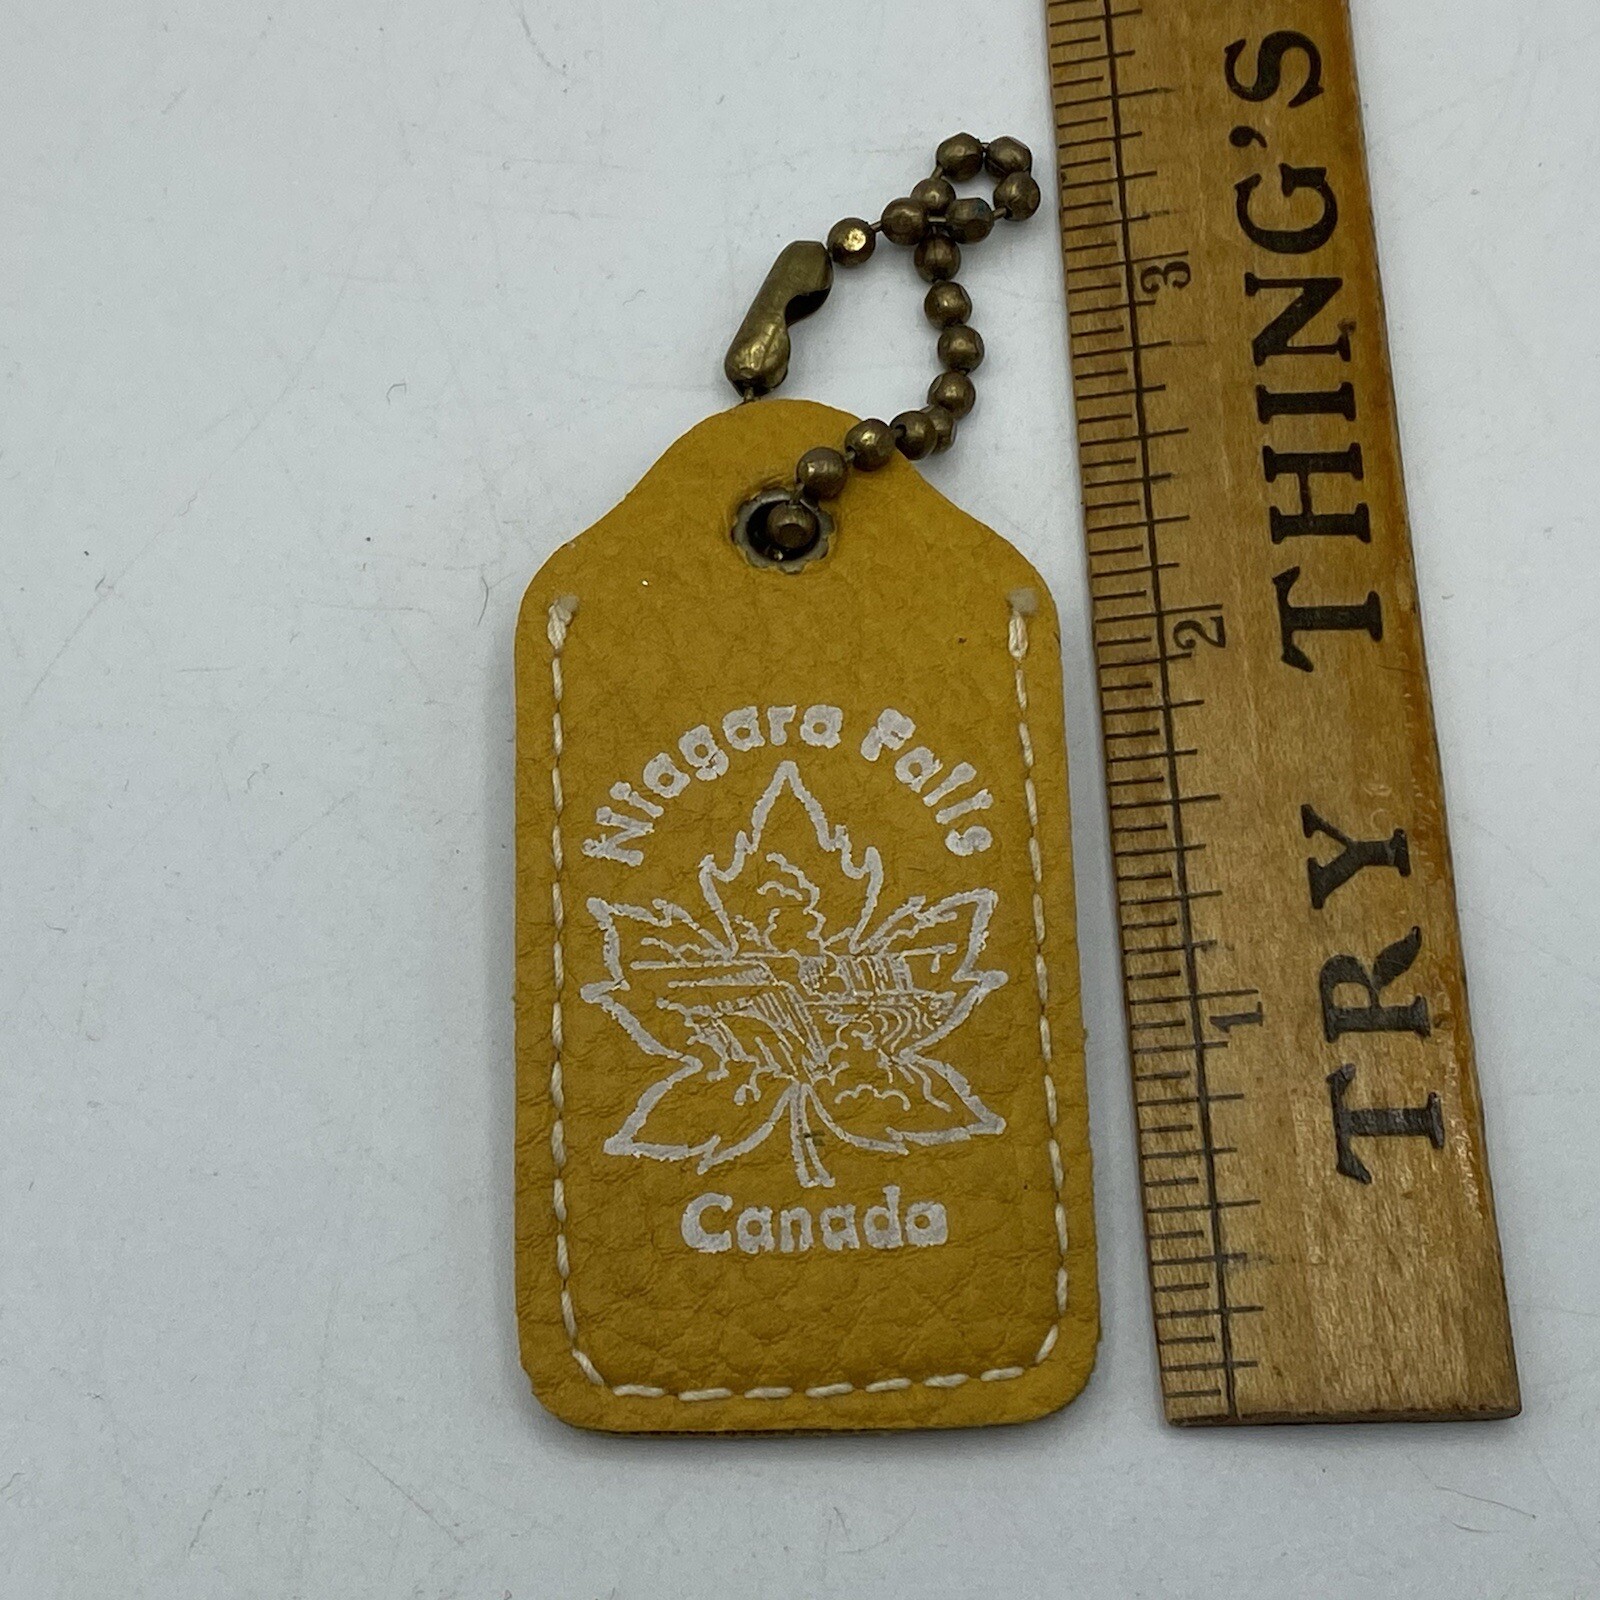 Niagara Falls
Canada
1 2 3
TRY THING'S